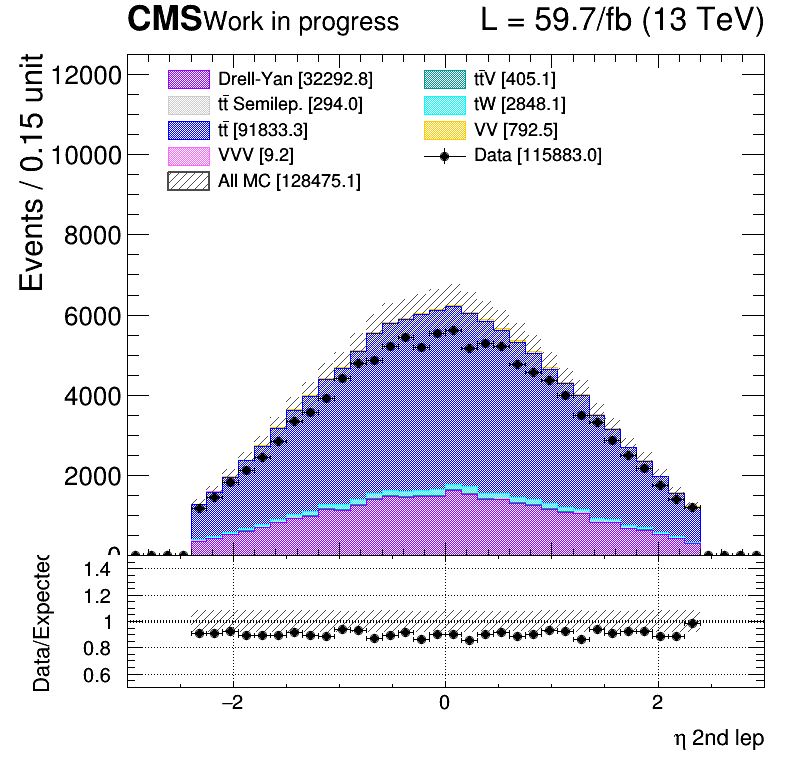 CMS Work in progress L = 59.7/fb (13 TeV)
Events / 0.15 unit
12000
10000
8000
6000
4000
2000
0
Drell-Yan [32292.8]
tt̄ Semilep. [294.0]
tt̄ [91833.3]
VVV [9.2]
All MC [128475.1]
tt̄V [405.1]
tW [2848.1]
VV [792.5]
Data [115883.0]
Data/Expected
1.4
1.2
1
0.8
0.6
−2 0 2
η 2nd lep